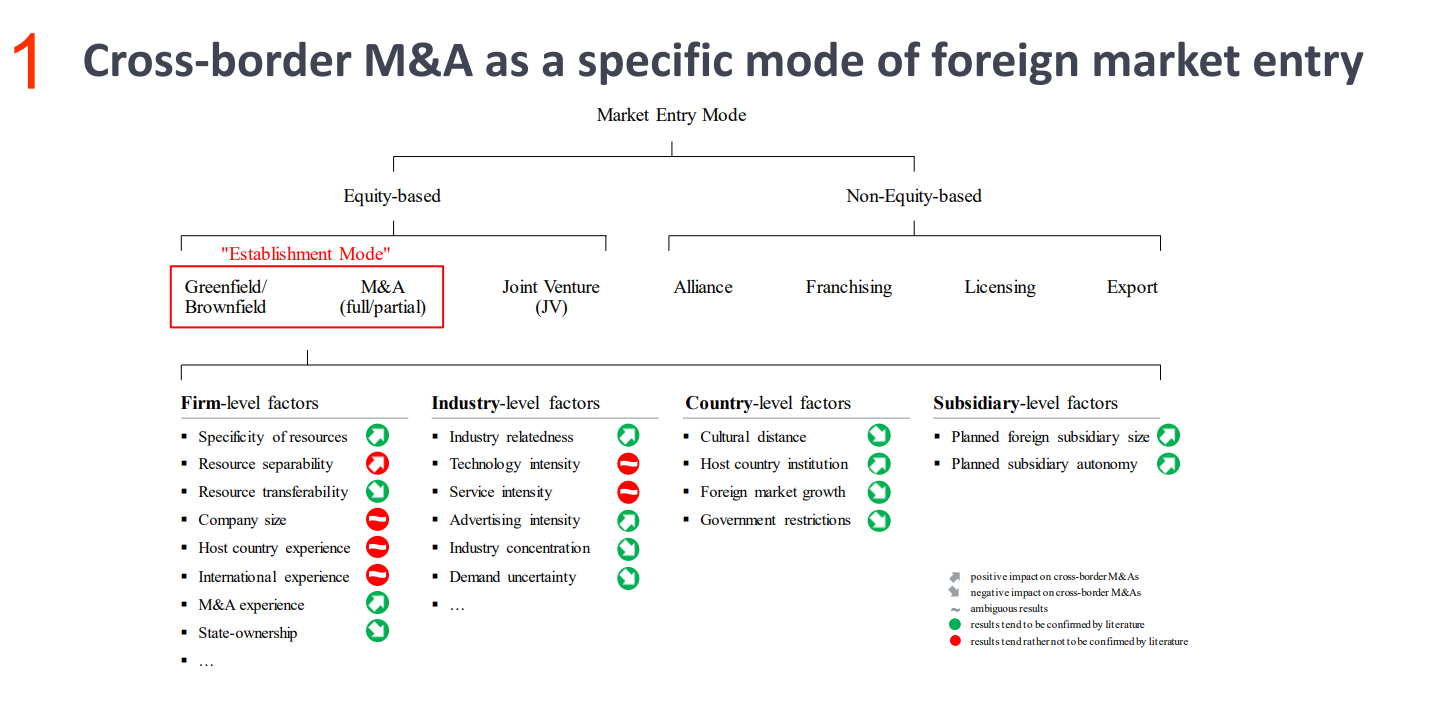 1 Cross-border M&A as a specific mode of foreign market entry
Market Entry Mode
Equity-based
Non-Equity-based
"Establishment Mode"
Greenfield/
Brownfield
M&A
(full/partial)
Joint Venture
(JV)
Alliance
Franchising
Licensing
Export
Firm-level factors
▪ Specificity of resources
▪ Resource separability
▪ Resource transferability
▪ Company size
▪ Host country experience
▪ International experience
▪ M&A experience
▪ State-ownership
▪ …
Industry-level factors
▪ Industry relatedness
▪ Technology intensity
▪ Service intensity
▪ Advertising intensity
▪ Industry concentration
▪ Demand uncertainty
▪ …
Country-level factors
▪ Cultural distance
▪ Host country institution
▪ Foreign market growth
▪ Government restrictions
Subsidiary-level factors
▪ Planned foreign subsidiary size
▪ Planned subsidiary autonomy
positive impact on cross-border M&As
negative impact on cross-border M&As
~ ambiguous results
results tend to be confirmed by literature
results tend rather not to be confirmed by literature